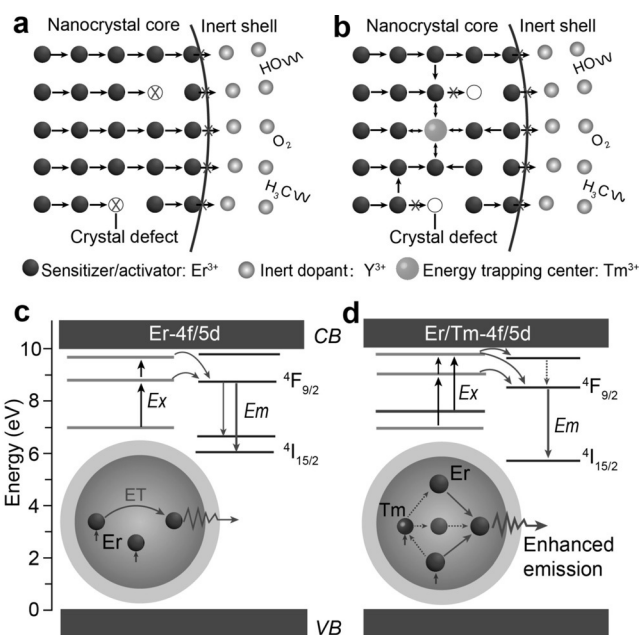 a
Nanocrystal core
Inert shell
HO
O2
H3C
Crystal defect
b
Nanocrystal core
Inert shell
HO
O2
H3C
Crystal defect
Sensitizer/activator: Er3+
Inert dopant: Y3+
Energy trapping center: Tm3+
c
Er-4f/5d
CB
10
8
6
4
2
0
Energy (eV)
Ex
Em
4F9/2
4I15/2
ET
Er
VB
d
Er/Tm-4f/5d
Ex
Em
4F9/2
4I15/2
Er
Tm
Enhanced
emission